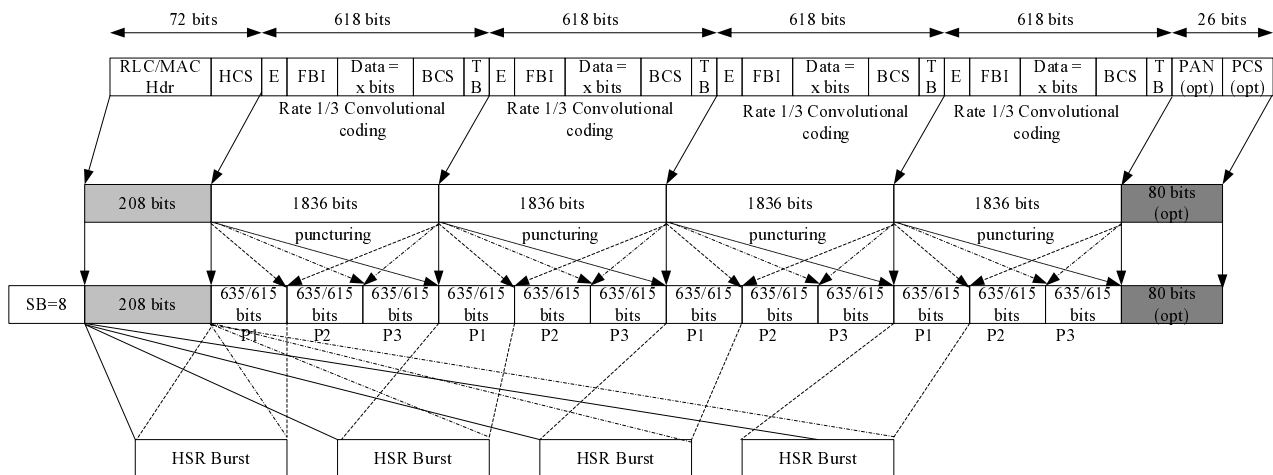 72 bits 618 bits 618 bits 618 bits 618 bits 26 bits
RLC/MAC Hdr HCS E FBI Data = x bits BCS T B E FBI Data = x bits BCS T B E FBI Data = x bits BCS T B E FBI Data = x bits BCS T B PAN (opt) PCS (opt)
Rate 1/3 Convolutional coding Rate 1/3 Convolutional coding Rate 1/3 Convolutional coding Rate 1/3 Convolutional coding
208 bits 1836 bits 1836 bits 1836 bits 1836 bits 80 bits (opt)
puncturing puncturing puncturing puncturing
SB=8 208 bits 635/615 bits 635/615 bits 635/615 bits 635/615 bits 635/615 bits 635/615 bits 635/615 bits 635/615 bits 635/615 bits 635/615 bits 635/615 bits 635/615 bits 80 bits (opt)
P1 P2 P3 P1 P2 P3 P1 P2 P3 P1 P2 P3
HSR Burst HSR Burst HSR Burst HSR Burst